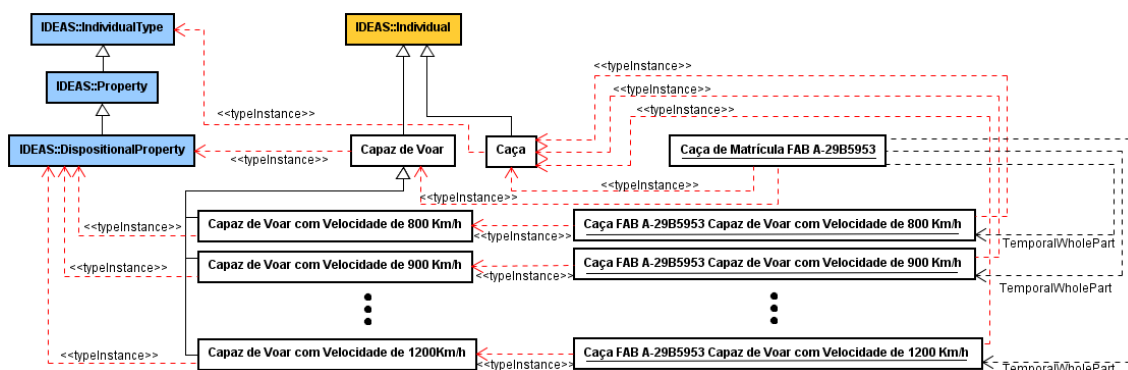 IDEAS::IndividualType
IDEAS::Individual
<<typeInstance>>
IDEAS::Property
<<typeInstance>>
<<typeInstance>>
<<typeInstance>>
IDEAS::DispositionalProperty
<<typeInstance>>
Capaz de Voar
Caça
Caça de Matrícula FAB A-29B5953
<<typeInstance>>
<<typeInstance>>
<<typeInstance>>
Capaz de Voar com Velocidade de 800 Km/h
<<typeInstance>>
Caça FAB A-29B5953 Capaz de Voar com Velocidade de 800 Km/h
TemporalWholePart
<<typeInstance>>
Capaz de Voar com Velocidade de 900 Km/h
<<typeInstance>>
Caça FAB A-29B5953 Capaz de Voar com Velocidade de 900 Km/h
TemporalWholePart
<<typeInstance>>
Capaz de Voar com Velocidade de 1200Km/h
<<typeInstance>>
Caça FAB A-29B5953 Capaz de Voar com Velocidade de 1200 Km/h
TemporalWholePart